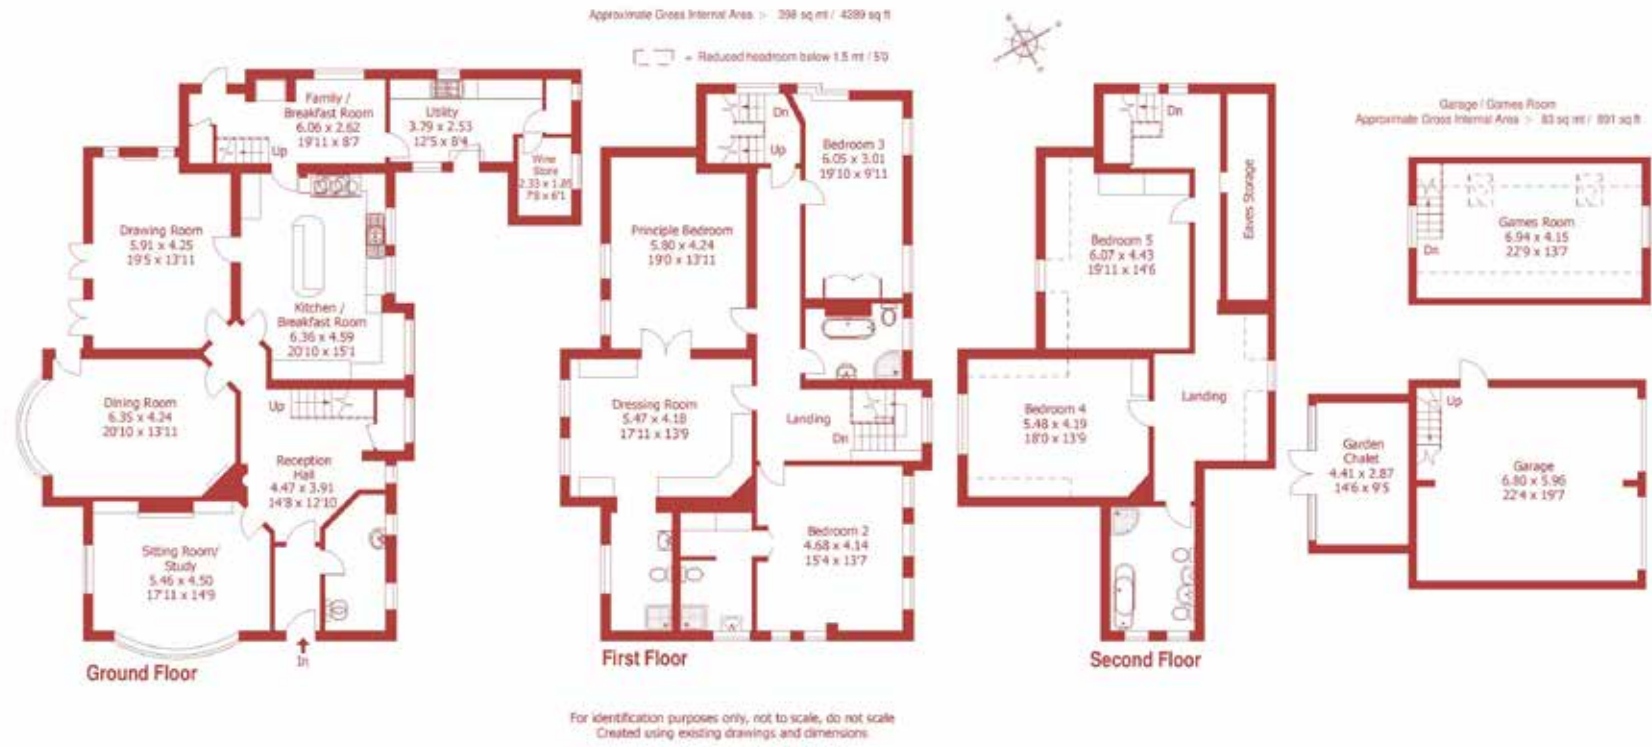 Approximate Gross Internal Area :- 398 sq mt / 4289 sq ft
= Reduced headroom below 1.5 mt / 5'0
Family /
Breakfast Room
6.06 x 2.62
19'11 x 8'7
Up
Utility
3.79 x 2.53
12'5 x 8'4
Wine
Store
2.33 x 1.85
7'8 x 6'1
Drawing Room
5.91 x 4.25
19'5 x 13'11
Kitchen /
Breakfast Room
6.36 x 4.59
20'10 x 15'1
Dining Room
6.35 x 4.24
20'10 x 13'11
Up
Reception
Hall
4.47 x 3.91
14'8 x 12'10
Sitting Room/
Study
5.46 x 4.50
17'11 x 14'9
In
Ground Floor
Dn
Up
Bedroom 3
6.05 x 3.01
19'10 x 9'11
Principle Bedroom
5.80 x 4.24
19'0 x 13'11
Dressing Room
5.47 x 4.18
17'11 x 13'9
Landing
Dn
Bedroom 2
4.68 x 4.14
15'4 x 13'7
First Floor
Dn
Eaves Storage
Bedroom 5
6.07 x 4.43
19'11 x 14'6
Bedroom 4
5.48 x 4.19
18'0 x 13'9
Landing
Second Floor
Garage / Games Room
Approximate Gross Internal Area :- 83 sq mt / 891 sq ft
Games Room
6.94 x 4.15
22'9 x 13'7
Dn
Up
Garden
Chalet
4.41 x 2.87
14'6 x 9'5
Garage
6.80 x 5.96
22'4 x 19'7
For identification purposes only, not to scale, do not scale
Created using existing drawings and dimensions